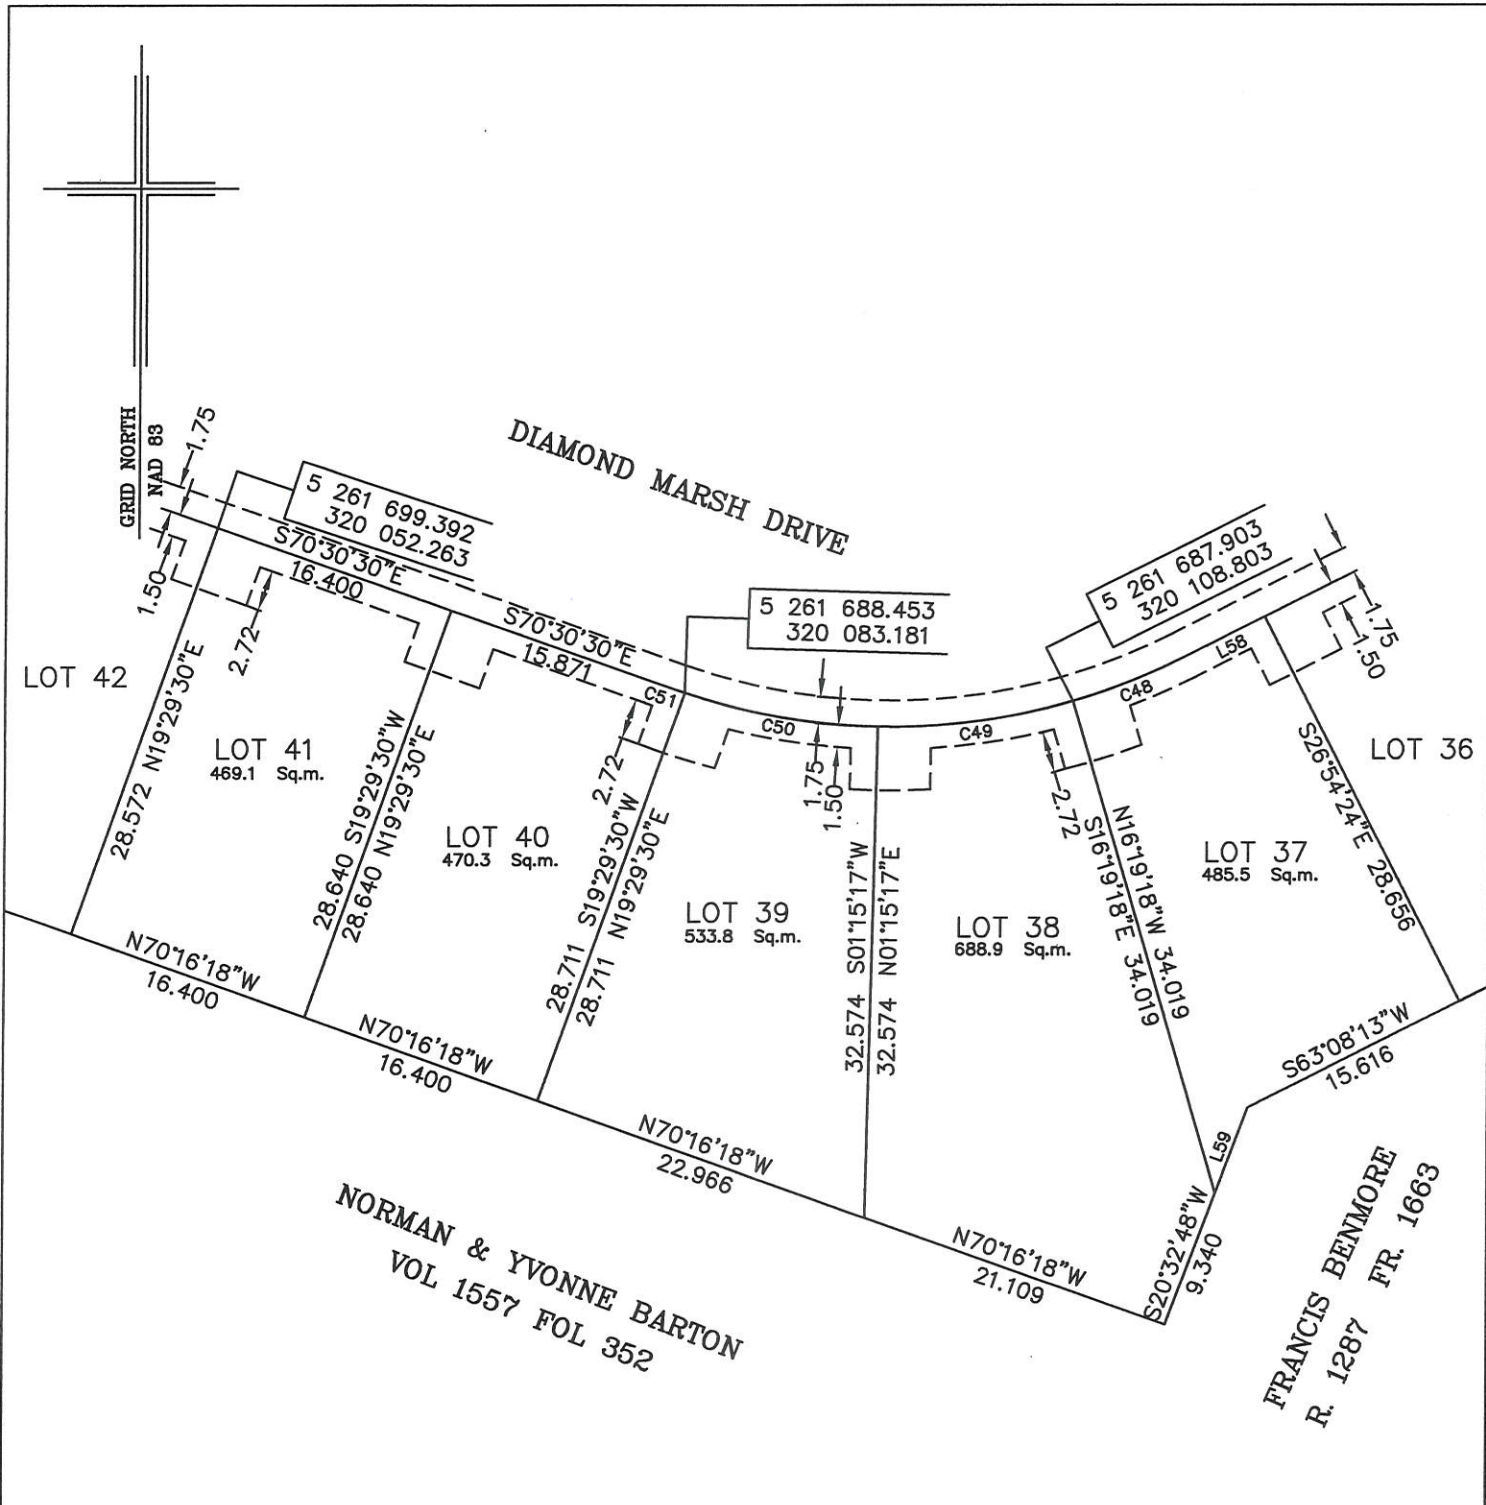 GRID NORTH
NAD 83
1.75
1.50
2.72
5 261 699.392
320 052.263
S70°30'30"E
16.400
DIAMOND MARSH DRIVE
S70°30'30"E
15.871
C51
5 261 688.453
320 083.181
C50
C49
1.75
1.50
2.72
2.72
5 261 687.903
320 108.803
C48
L58
1.75
1.50
LOT 42
28.572 N19°29'30"E
LOT 41
469.1 Sq.m.
28.640 S19°29'30"W
28.640 N19°29'30"E
LOT 40
470.3 Sq.m.
28.711 S19°29'30"W
28.711 N19°29'30"E
LOT 39
533.8 Sq.m.
32.574 S01°15'17"W
32.574 N01°15'17"E
LOT 38
688.9 Sq.m.
N16°19'18"W 34.019
S16°19'18"E 34.019
LOT 37
485.5 Sq.m.
S26°54'24"E 28.656
LOT 36
N70°16'18"W
16.400
N70°16'18"W
16.400
N70°16'18"W
22.966
N70°16'18"W
21.109
S20°32'48"W
9.340
L59
S63°08'13"W
15.616
NORMAN & YVONNE BARTON
VOL 1557 FOL 352
FRANCIS BENMORE
R. 1287 FR. 1663